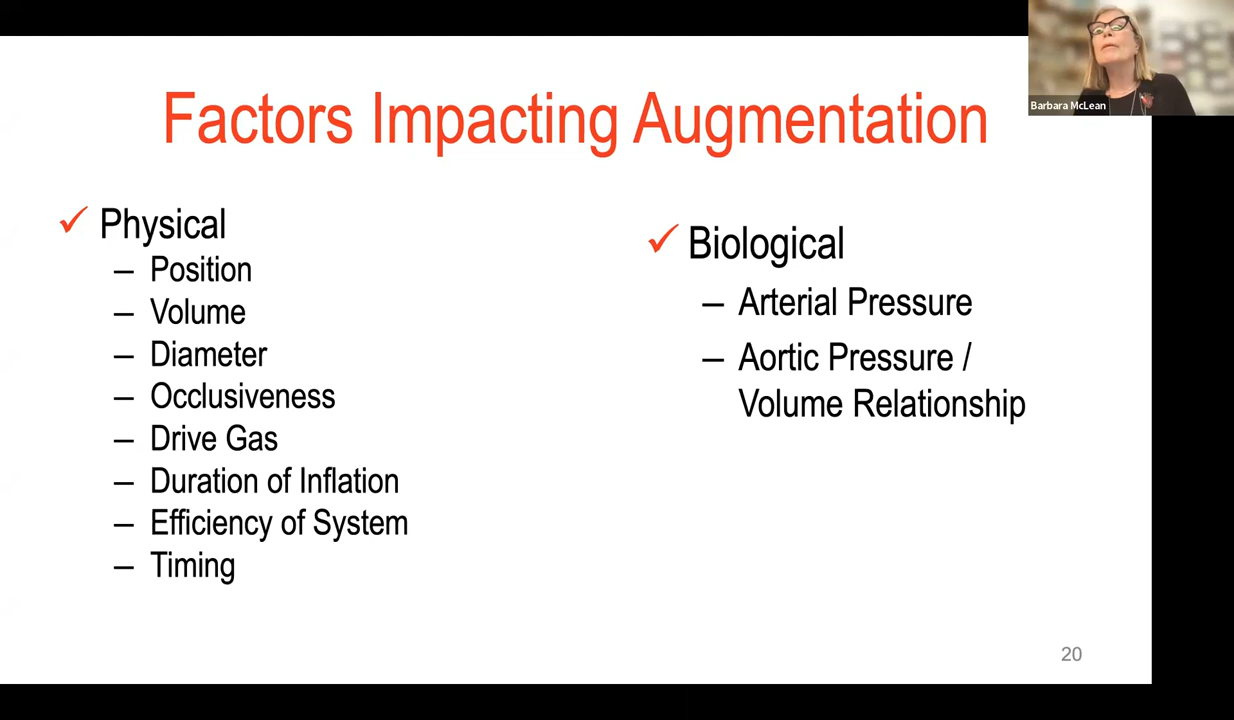 Factors Impacting Augmentation
Barbara McLean
✓ Physical
– Position
– Volume
– Diameter
– Occlusiveness
– Drive Gas
– Duration of Inflation
– Efficiency of System
– Timing
✓ Biological
– Arterial Pressure
– Aortic Pressure /
Volume Relationship
20